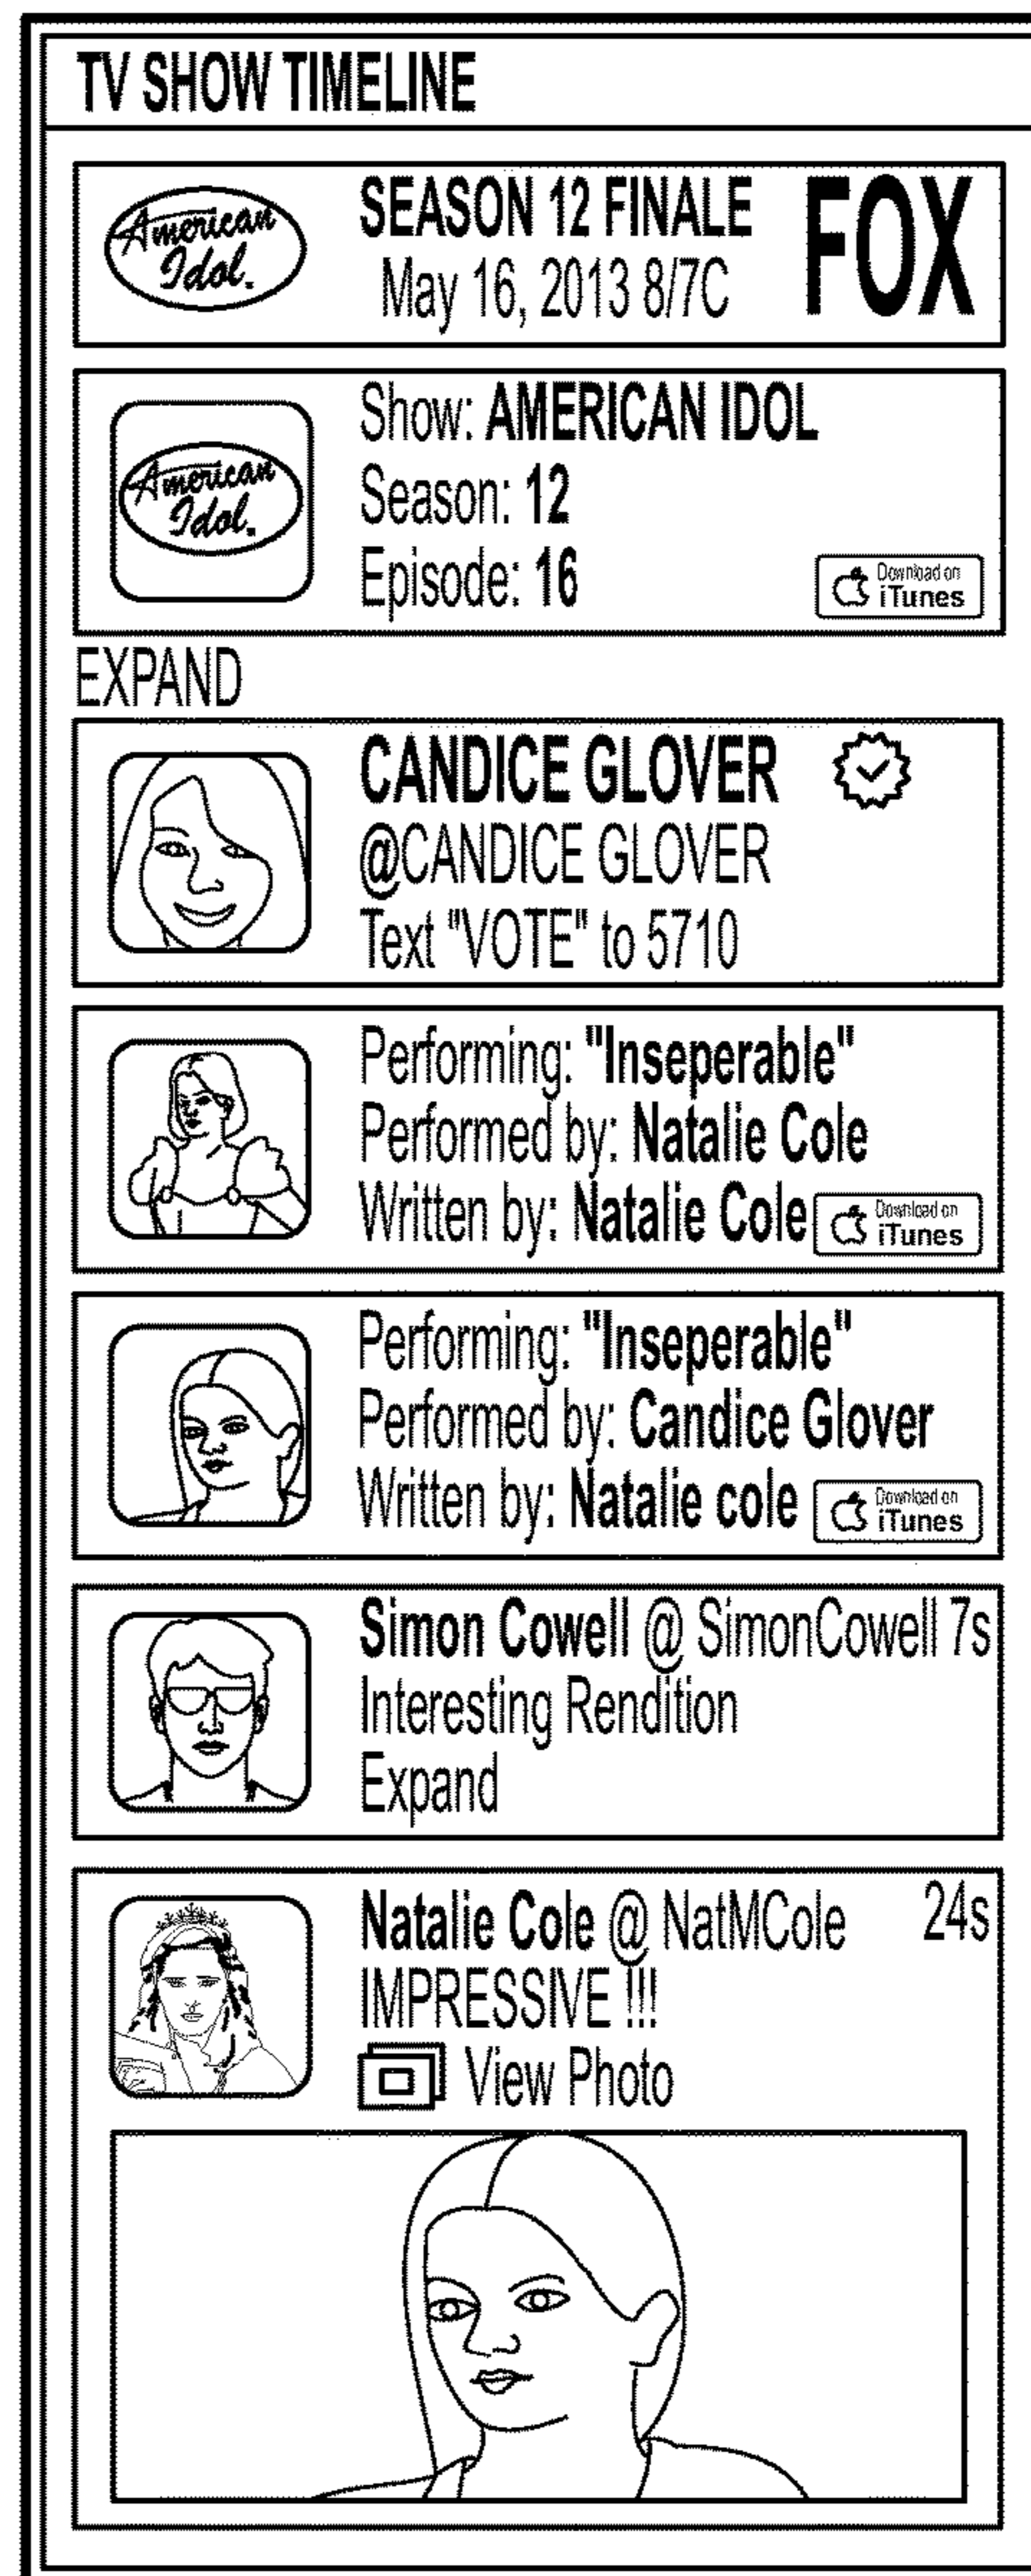 TV SHOW TIMELINE
American
Idol.
SEASON 12 FINALE
May 16, 2013 8/7C
FOX
American
Idol.
Show: AMERICAN IDOL
Season: 12
Episode: 16
Download on
iTunes
EXPAND
CANDICE GLOVER
@CANDICE GLOVER
Text "VOTE" to 5710
Performing: "Inseperable"
Performed by: Natalie Cole
Written by: Natalie Cole
Download on
iTunes
Performing: "Inseperable"
Performed by: Candice Glover
Written by: Natalie cole
Download on
iTunes
Simon Cowell @ SimonCowell 7s
Interesting Rendition
Expand
Natalie Cole @ NatMCole 24s
IMPRESSIVE !!!
View Photo